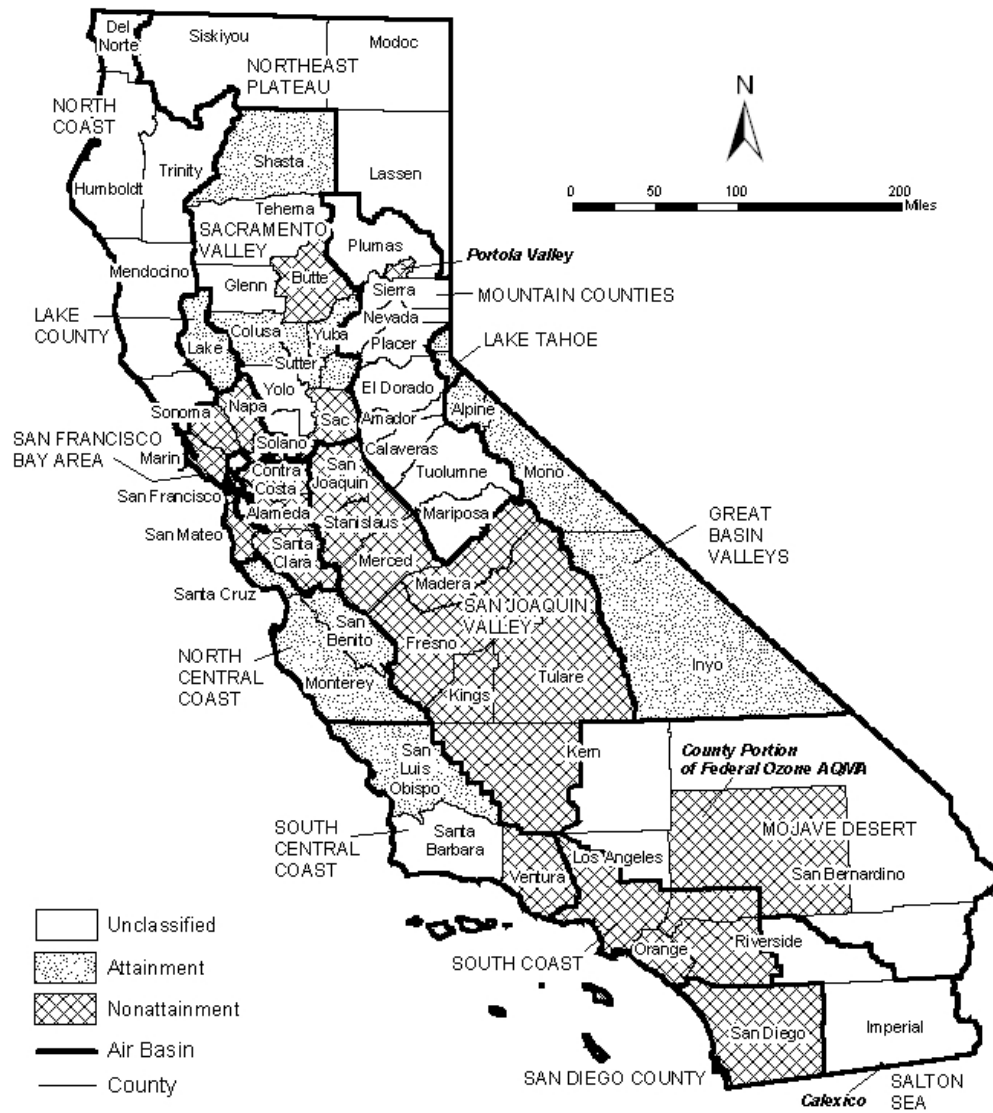 Del
Norte
Siskiyou
Modoc
NORTHEAST
PLATEAU
NORTH
COAST
N
Shasta
Trinity
Lassen
Humboldt
0 50 100 200
Miles
Tehema
SACRAMENTO
VALLEY
Plumas
Portola Valley
Mendocino
Butte
Glenn
Sierra
MOUNTAIN COUNTIES
LAKE
COUNTY
Nevada
Colusa
Yuba
Lake
Placer
LAKE TAHOE
Sutter
El Dorado
Yolo
Napa
Sonoma
Alpine
Amador
Sac
Solano
SAN FRANCISCO
BAY AREA
Marin
Calaveras
Contra
Costa
San
Joaquin
Tuolumne
Mono
San Francisco
Alameda
Mariposa
Stanislaus
GREAT
BASIN
VALLEYS
San Mateo
Santa
Clara
Merced
Madera
Santa Cruz
SAN JOAQUIN
VALLEY
San
Benito
Fresno
NORTH
CENTRAL
COAST
Inyo
Tulare
Monterey
Kings
Kern
County Portion
of Federal Ozone AQMA
San
Luis
Obispo
SOUTH
CENTRAL
COAST
Santa
Barbara
MOJAVE DESERT
Los Angeles
San Bernardino
Ventura
Unclassified
Orange
Riverside
SOUTH COAST
Attainment
Nonattainment
San Diego
Imperial
Air Basin
SAN DIEGO COUNTY
County
Calexico
SALTON
SEA